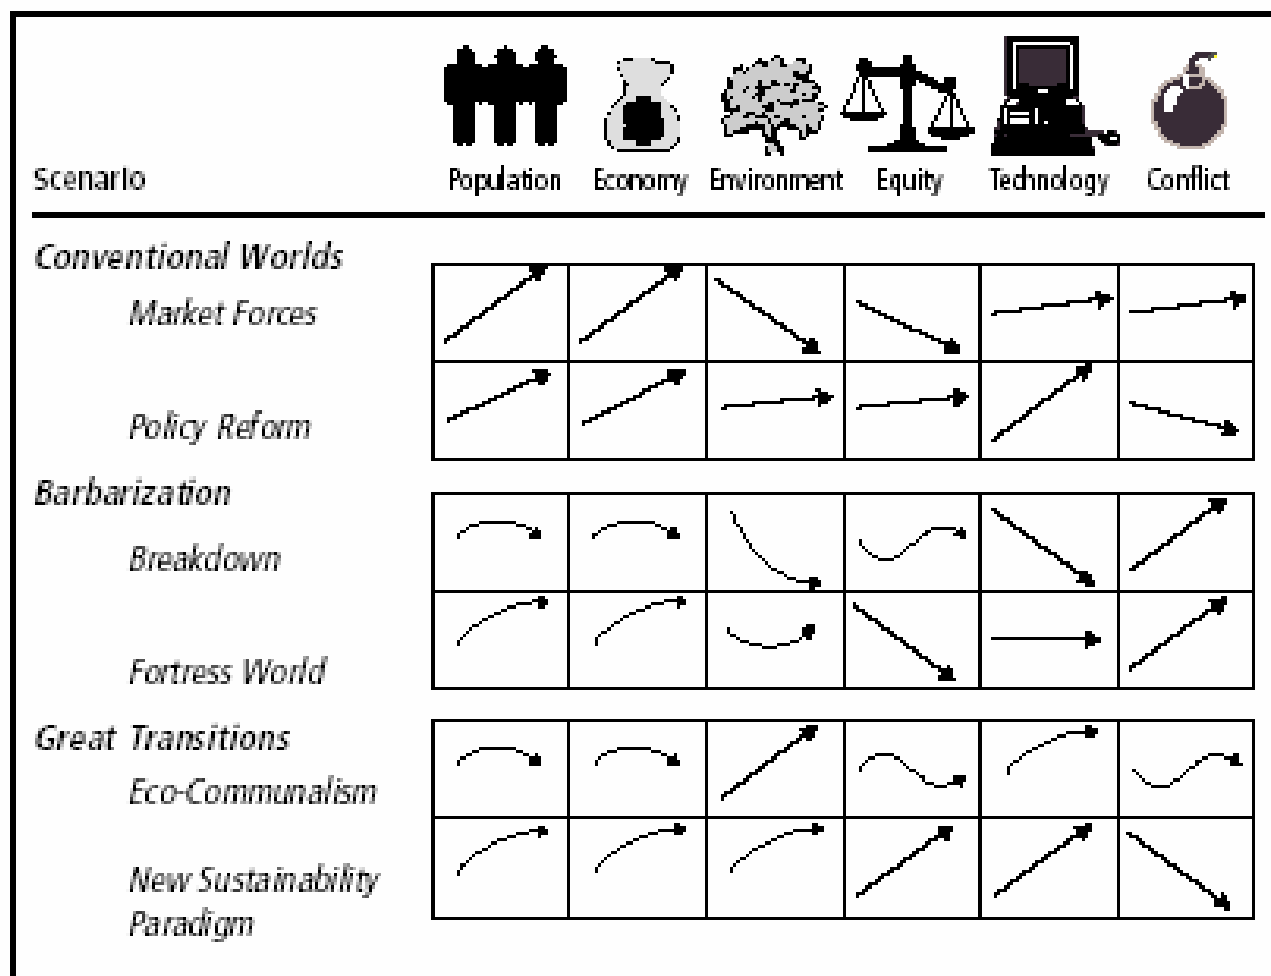 Scenario
Population Economy Environment Equity Technology Conflict
Conventional Worlds
Market Forces
Policy Reform
Barbarization
Breakdown
Fortress World
Great Transitions
Eco-Communalism
New Sustainability
Paradigm